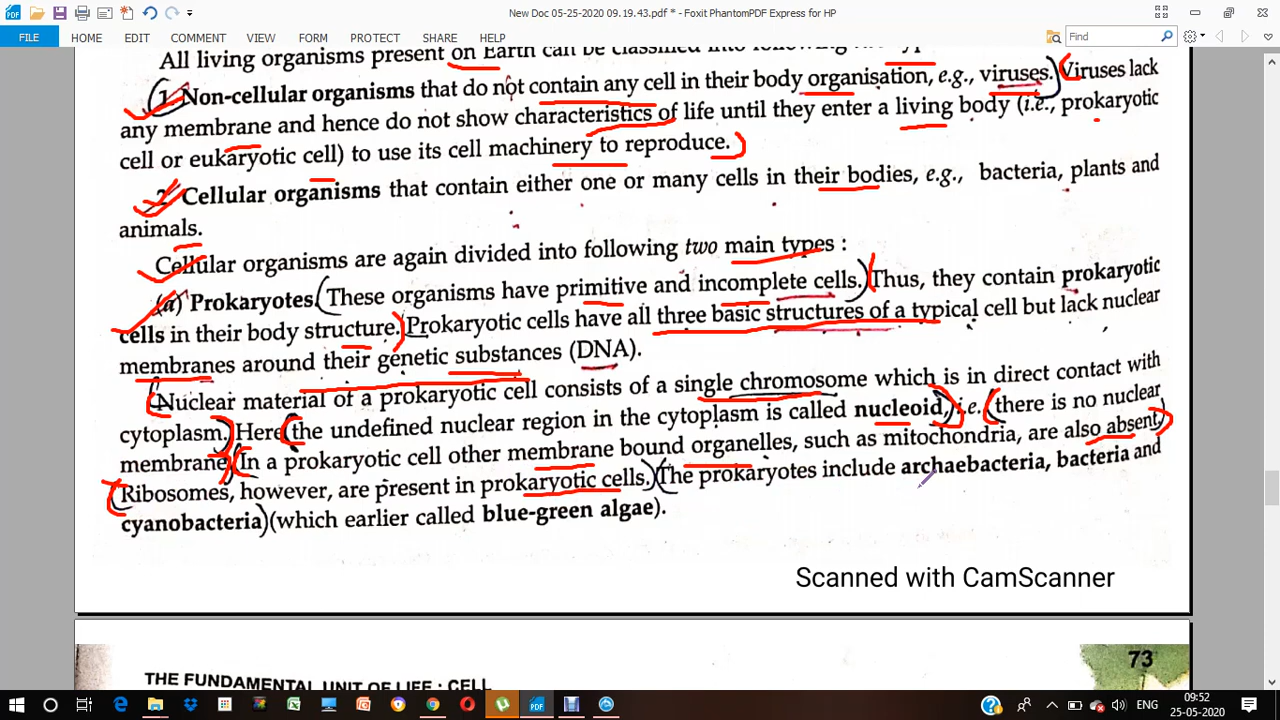 New Doc 05-25-2020 09.19.43.pdf * - Foxit PhantomPDF Express for HP
FILE HOME EDIT COMMENT VIEW FORM PROTECT SHARE HELP Find
All living organisms present on Earth can be classified into following
(1) Non-cellular organisms that do not contain any cell in their body organisation, e.g., viruses.) (Viruses lack
any membrane and hence do not show characteristics of life until they enter a living body (i.e., prokaryotic
cell or eukaryotic cell) to use its cell machinery to reproduce.)
2 Cellular organisms that contain either one or many cells in their bodies, e.g., bacteria, plants and
animals.
Cellular organisms are again divided into following two main types :
(a) Prokaryotes. (These organisms have primitive and incomplete cells.) (Thus, they contain prokaryotic
cells in their body structure.) Prokaryotic cells have all three basic structures of a typical cell but lack nuclear
membranes around their genetic substances (DNA).
(Nuclear material of a prokaryotic cell consists of a single chromosome which is in direct contact with
cytoplasm.) Here (the undefined nuclear region in the cytoplasm is called nucleoid,) i.e. (there is no nuclear
membrane) (In a prokaryotic cell other membrane bound organelles, such as mitochondria, are also absent.)
(Ribosomes, however, are present in prokaryotic cells.) (The prokaryotes include archaebacteria, bacteria and
cyanobacteria) (which earlier called blue-green algae).
Scanned with CamScanner
73
THE FUNDAMENTAL UNIT OF LIFE : CELL
ENG 09:52
25-05-2020